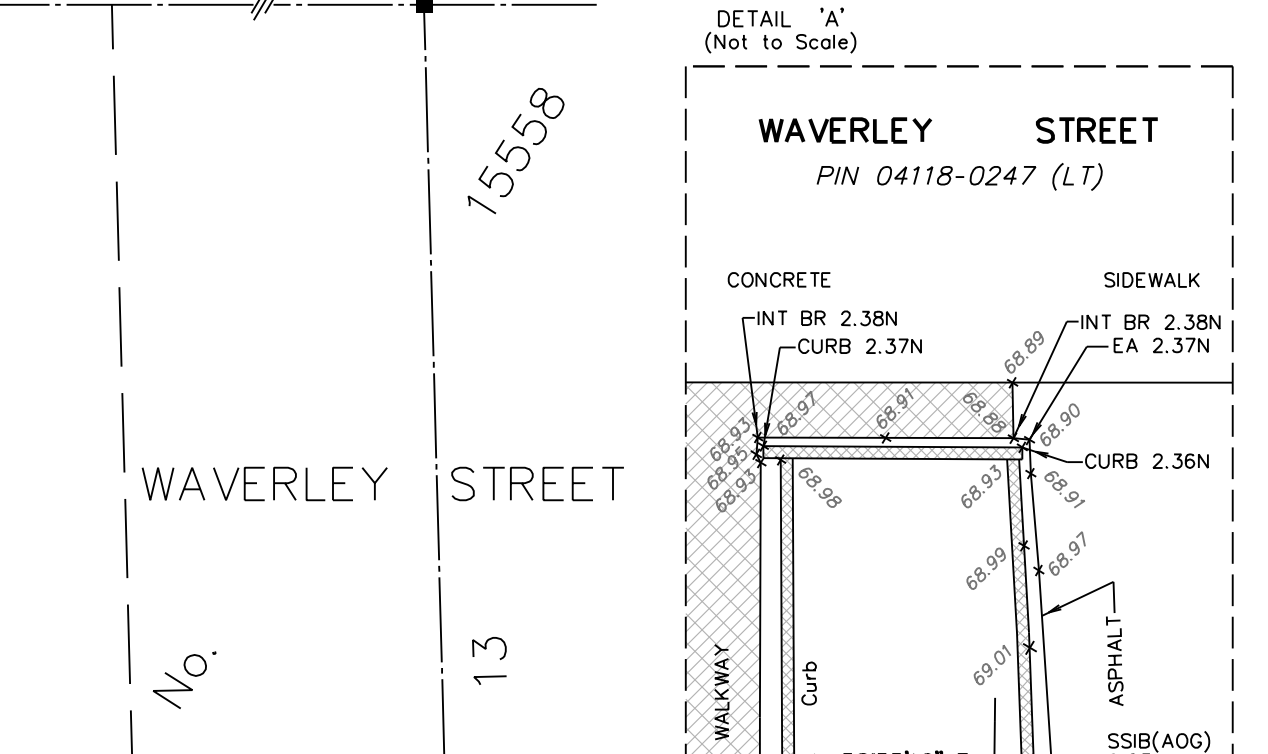 15558
WAVERLEY STREET
No.
13
DETAIL 'A'
(Not to Scale)
WAVERLEY STREET
PIN 04118-0247 (LT)
CONCRETE SIDEWALK
INT BR 2.38N
CURB 2.37N
INT BR 2.38N
EA 2.37N
68.89
68.93
68.97
68.91
68.88
68.90
68.95
68.93
CURB 2.36N
68.98
68.93
68.91
68.99
68.97
69.01
WALKWAY
Curb
ASPHALT
SSIB(AOG)